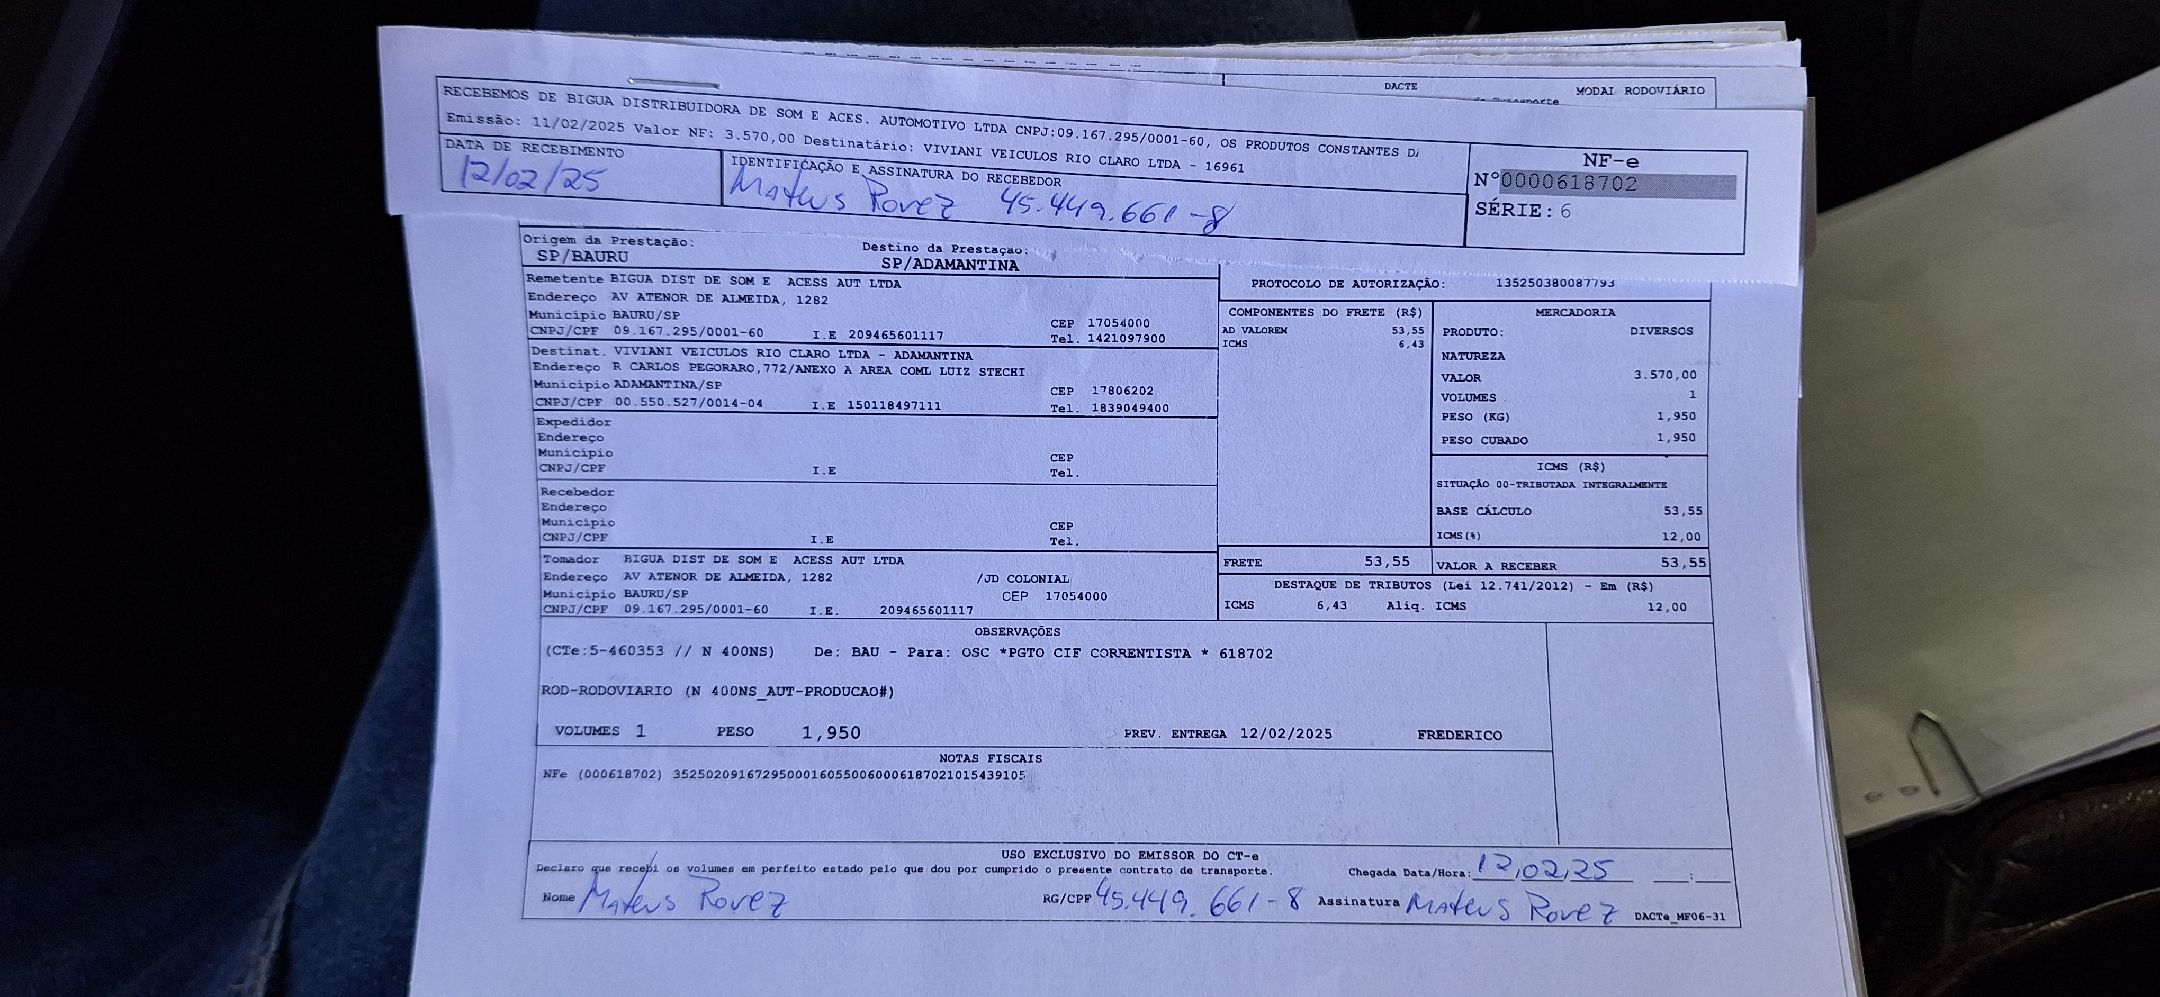 DACTE MODAL RODOVIÁRIO
RECEBEMOS DE BIGUA DISTRIBUIDORA DE SOM E ACES. AUTOMOTIVO LTDA CNPJ:09.167.295/0001-60, OS PRODUTOS CONSTANTES DA
Emissão: 11/02/2025 Valor NF: 3.570,00 Destinatário: VIVIANI VEICULOS RIO CLARO LTDA - 16961
DATA DE RECEBIMENTO IDENTIFICAÇÃO E ASSINATURA DO RECEBEDOR
12/02/25 Mateus Rovez 45.449.661-8
NF-e
N°0000618702
SÉRIE: 6
Origem da Prestação: Destino da Prestação:
SP/BAURU SP/ADAMANTINA
Remetente BIGUA DIST DE SOM E ACESS AUT LTDA
Endereço AV ATENOR DE ALMEIDA, 1282
Município BAURU/SP CEP 17054000
CNPJ/CPF 09.167.295/0001-60 I.E 209465601117 Tel. 1421097900
Destinat. VIVIANI VEICULOS RIO CLARO LTDA - ADAMANTINA
Endereço R CARLOS PEGORARO,772/ANEXO A AREA COML LUIZ STECHI
Município ADAMANTINA/SP CEP 17806202
CNPJ/CPF 00.550.527/0014-04 I.E 150118497111 Tel. 1839049400
Expedidor
Endereço
Município CEP
CNPJ/CPF I.E Tel.
Recebedor
Endereço
Município CEP
CNPJ/CPF I.E Tel.
Tomador BIGUA DIST DE SOM E ACESS AUT LTDA
Endereço AV ATENOR DE ALMEIDA, 1282 /JD COLONIAL
Município BAURU/SP CEP 17054000
CNPJ/CPF 09.167.295/0001-60 I.E. 209465601117
PROTOCOLO DE AUTORIZAÇÃO: 135250380087793
COMPONENTES DO FRETE (R$)
AD VALOREM 53,55
ICMS 6,43
MERCADORIA
PRODUTO: DIVERSOS
NATUREZA
VALOR 3.570,00
VOLUMES 1
PESO (KG) 1,950
PESO CUBADO 1,950
ICMS (R$)
SITUAÇÃO 00-TRIBUTADA INTEGRALMENTE
BASE CÁLCULO 53,55
ICMS(%) 12,00
FRETE 53,55 VALOR A RECEBER 53,55
DESTAQUE DE TRIBUTOS (Lei 12.741/2012) - Em (R$)
ICMS 6,43 Aliq. ICMS 12,00
OBSERVAÇÕES
(CTe:5-460353 // N 400NS) De: BAU - Para: OSC *PGTO CIF CORRENTISTA * 618702
ROD-RODOVIARIO (N 400NS_AUT-PRODUCAO#)
VOLUMES 1 PESO 1,950 PREV. ENTREGA 12/02/2025 FREDERICO
NOTAS FISCAIS
NFe (000618702) 35250209167295000160550060006187021015439105
USO EXCLUSIVO DO EMISSOR DO CT-e
Declaro que recebi os volumes em perfeito estado pelo que dou por cumprido o presente contrato de transporte. Chegada Data/Hora: 12,02,25 __:__
Nome Mateus Rovez RG/CPF 45.449.661-8 Assinatura Mateus Rovez DACTe_MF06-31